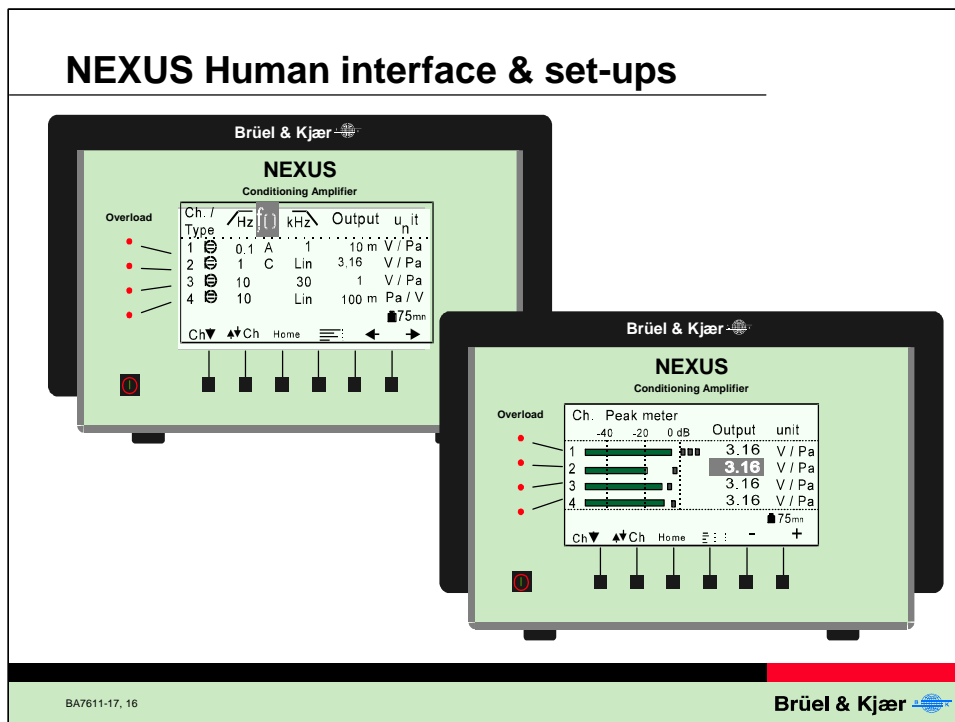 NEXUS Human interface & set-ups
Brüel & Kjær
NEXUS
Conditioning Amplifier
Overload
Ch. / Type Hz f() kHz Output unit
1 0.1 A 1 10 m V / Pa
2 1 C Lin 3,16 V / Pa
3 10 30 1 V / Pa
4 10 Lin 100 m Pa / V
75mn
Ch Ch Home
Brüel & Kjær
NEXUS
Conditioning Amplifier
Overload
Ch. Peak meter
-40 -20 0 dB Output unit
1 3.16 V / Pa
2 3.16 V / Pa
3 3.16 V / Pa
4 3.16 V / Pa
75mn
Ch Ch Home - +
BA7611-17, 16
Brüel & Kjær